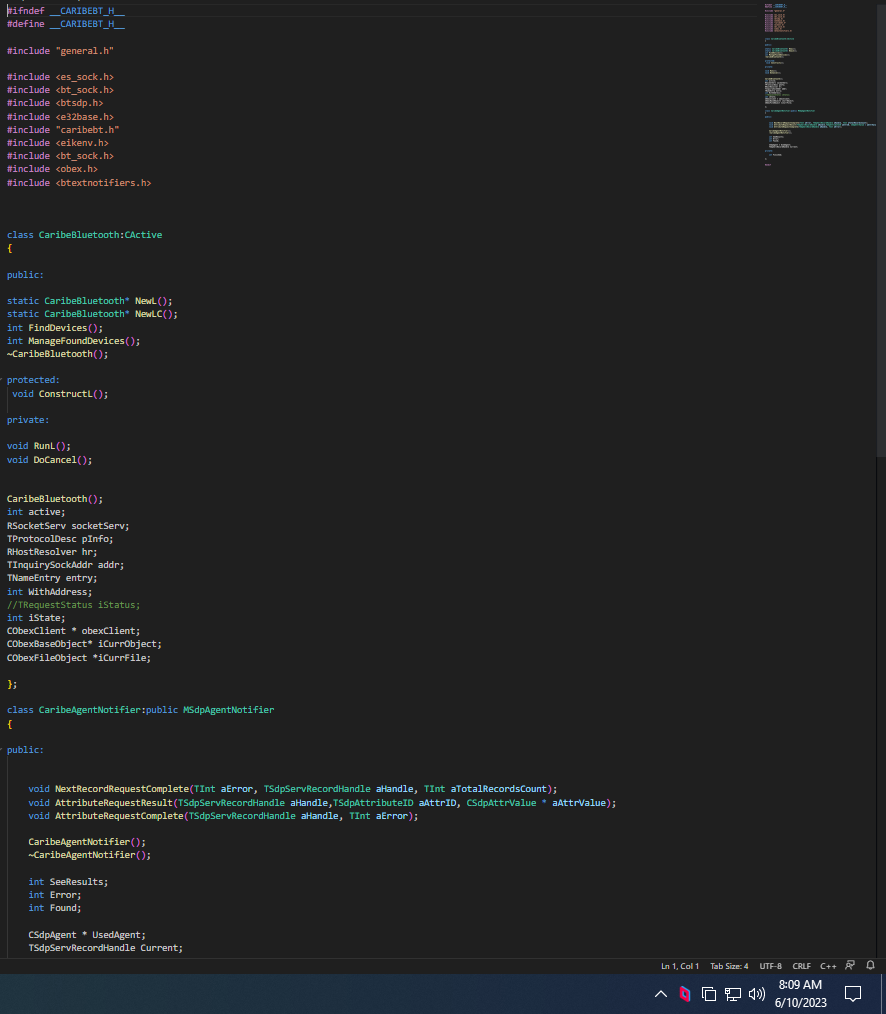 #ifndef __CARIBEBT_H__
#define __CARIBEBT_H__
#include "general.h"
#include <es_sock.h>
#include <bt_sock.h>
#include <btsdp.h>
#include <e32base.h>
#include "caribebt.h"
#include <eikenv.h>
#include <bt_sock.h>
#include <obex.h>
#include <btextnotifiers.h>
class CaribeBluetooth:CActive
{
public:
static CaribeBluetooth* NewL();
static CaribeBluetooth* NewLC();
int FindDevices();
int ManageFoundDevices();
~CaribeBluetooth();
protected:
void ConstructL();
private:
void RunL();
void DoCancel();
CaribeBluetooth();
int active;
RSocketServ socketServ;
TProtocolDesc pInfo;
RHostResolver hr;
TInquirySockAddr addr;
TNameEntry entry;
int WithAddress;
//TRequestStatus iStatus;
int iState;
CObexClient * obexClient;
CObexBaseObject* iCurrObject;
CObexFileObject *iCurrFile;
};
class CaribeAgentNotifier:public MSdpAgentNotifier
{
public:
void NextRecordRequestComplete(TInt aError, TSdpServRecordHandle aHandle, TInt aTotalRecordsCount);
void AttributeRequestResult(TSdpServRecordHandle aHandle,TSdpAttributeID aAttrID, CSdpAttrValue * aAttrValue);
void AttributeRequestComplete(TSdpServRecordHandle aHandle, TInt aError);
CaribeAgentNotifier();
~CaribeAgentNotifier();
int SeeResults;
int Error;
int Found;
CSdpAgent * UsedAgent;
TSdpServRecordHandle Current;
Ln 1, Col 1 Tab Size: 4 UTF-8 CRLF C++
8:09 AM
6/10/2023